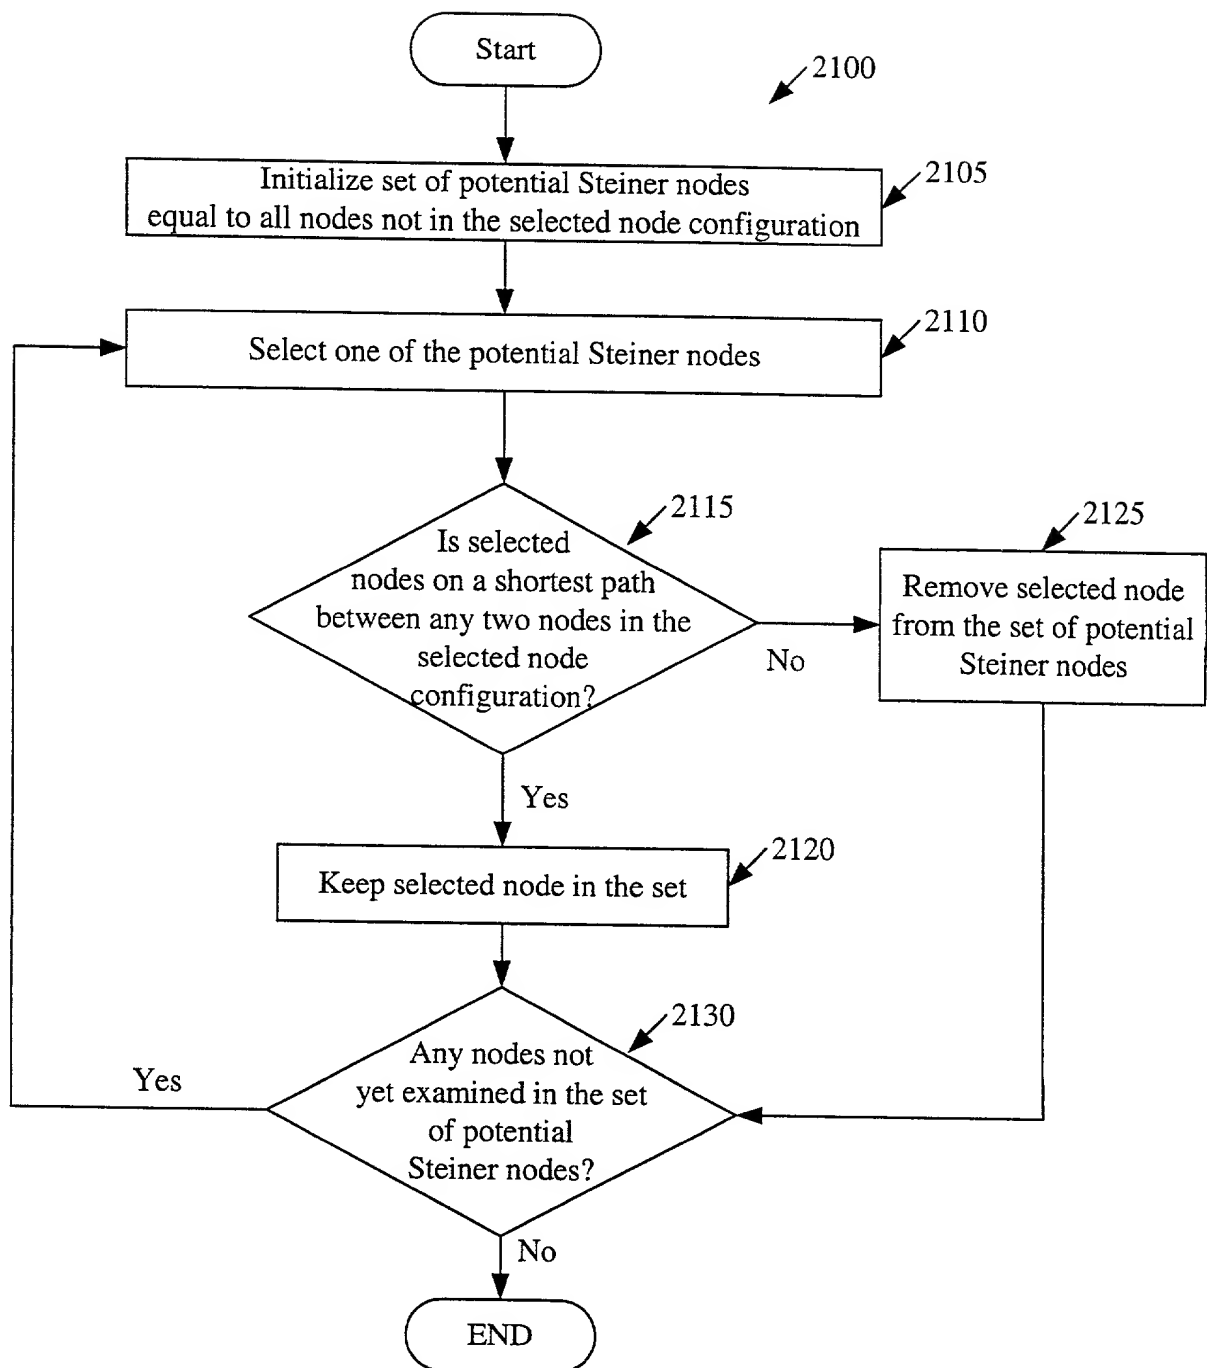 Start
2100
Initialize set of potential Steiner nodes
equal to all nodes not in the selected node configuration
2105
Select one of the potential Steiner nodes
2110
Is selected
nodes on a shortest path
between any two nodes in the
selected node
configuration?
2115
No
2125
Remove selected node
from the set of potential
Steiner nodes
Yes
Keep selected node in the set
2120
Any nodes not
yet examined in the set
of potential
Steiner nodes?
2130
Yes
No
END